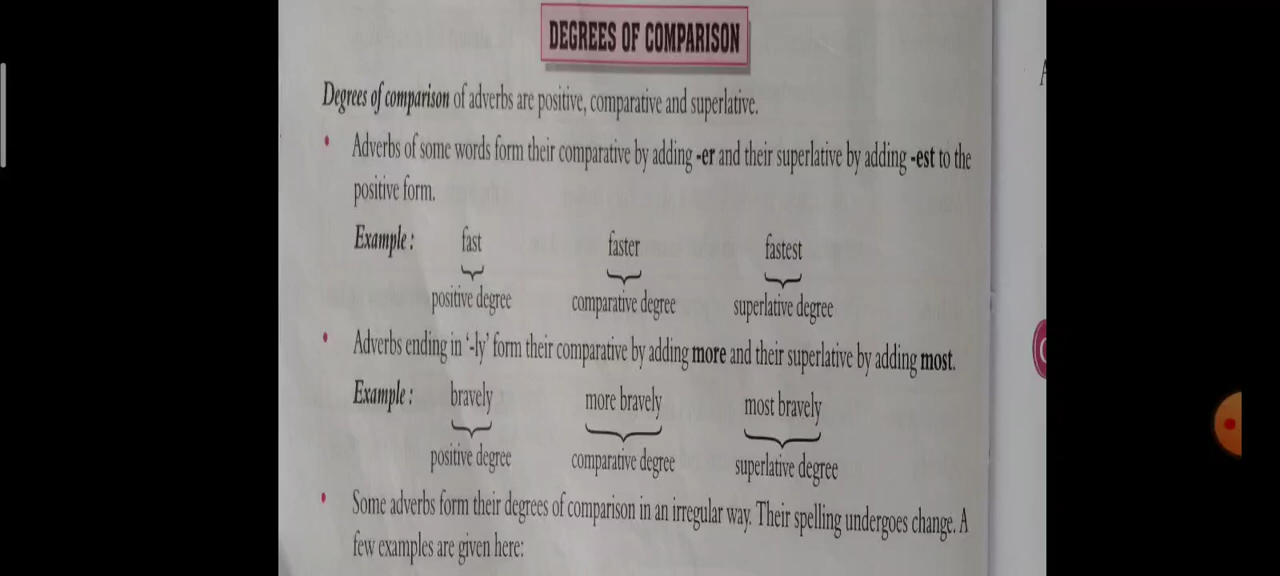 DEGREES OF COMPARISON
Degrees of comparison of adverbs are positive, comparative and superlative.
• Adverbs of some words form their comparative by adding -er and their superlative by adding -est to the
positive form.
Example : fast faster fastest
positive degree comparative degree superlative degree
• Adverbs ending in ‘-ly’ form their comparative by adding more and their superlative by adding most.
Example : bravely more bravely most bravely
positive degree comparative degree superlative degree
• Some adverbs form their degrees of comparison in an irregular way. Their spelling undergoes change. A
few examples are given here: